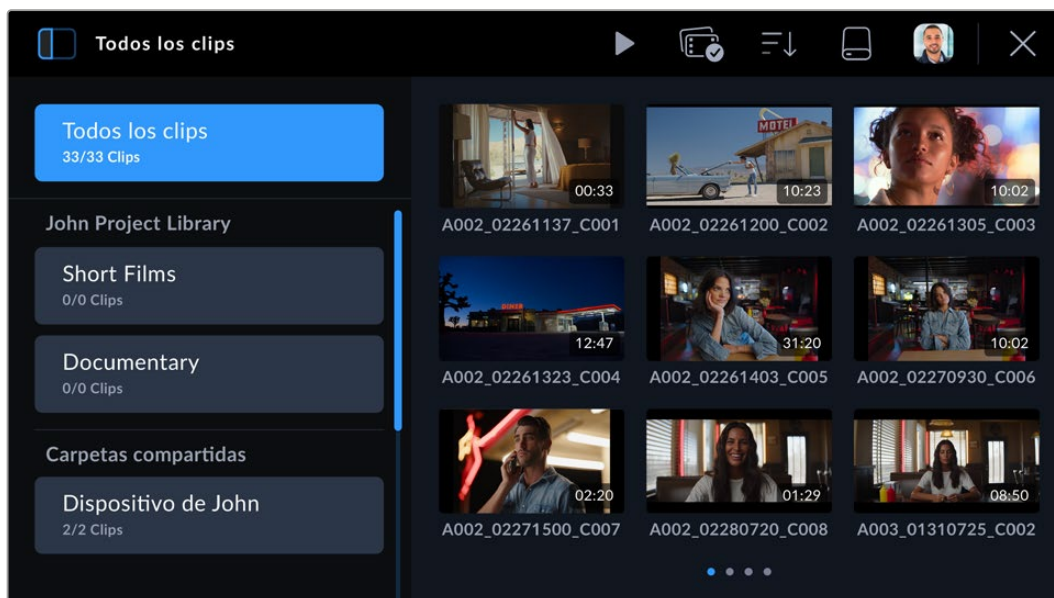 Todos los clips
Todos los clips
33/33 Clips
John Project Library
Short Films
0/0 Clips
Documentary
0/0 Clips
Carpetas compartidas
Dispositivo de John
2/2 Clips
MOTEL
00:33
10:23
10:02
A002_02261137_C001
A002_02261200_C002
A002_02261305_C003
DINER
12:47
31:20
10:02
A002_02261323_C004
A002_02261403_C005
A002_02270930_C006
02:20
01:29
08:50
A002_02271500_C007
A002_02280720_C008
A003_01310725_C002